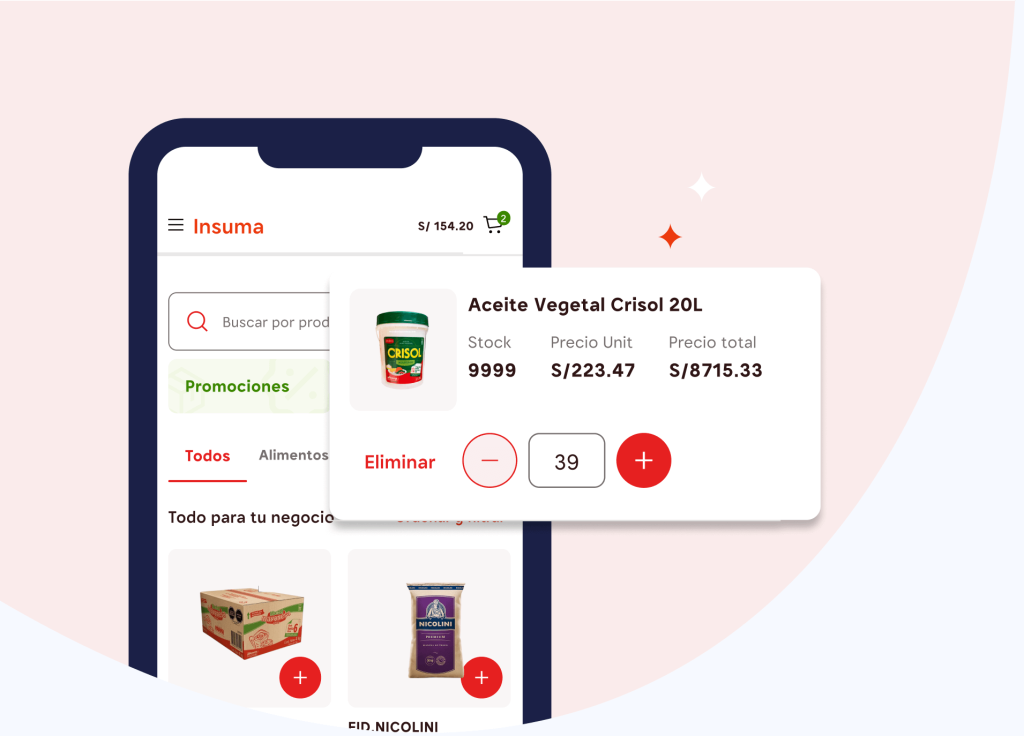 Insuma
S/ 154.20
2
Buscar por prod
Promociones
Todos
Alimentos
Todo para tu negocio
Aceite Vegetal Crisol 20L
Stock
Precio Unit
Precio total
9999
S/223.47
S/8715.33
CRISOL
Eliminar
39
NICOLINI
PREMIUM
FID.NICOLINI